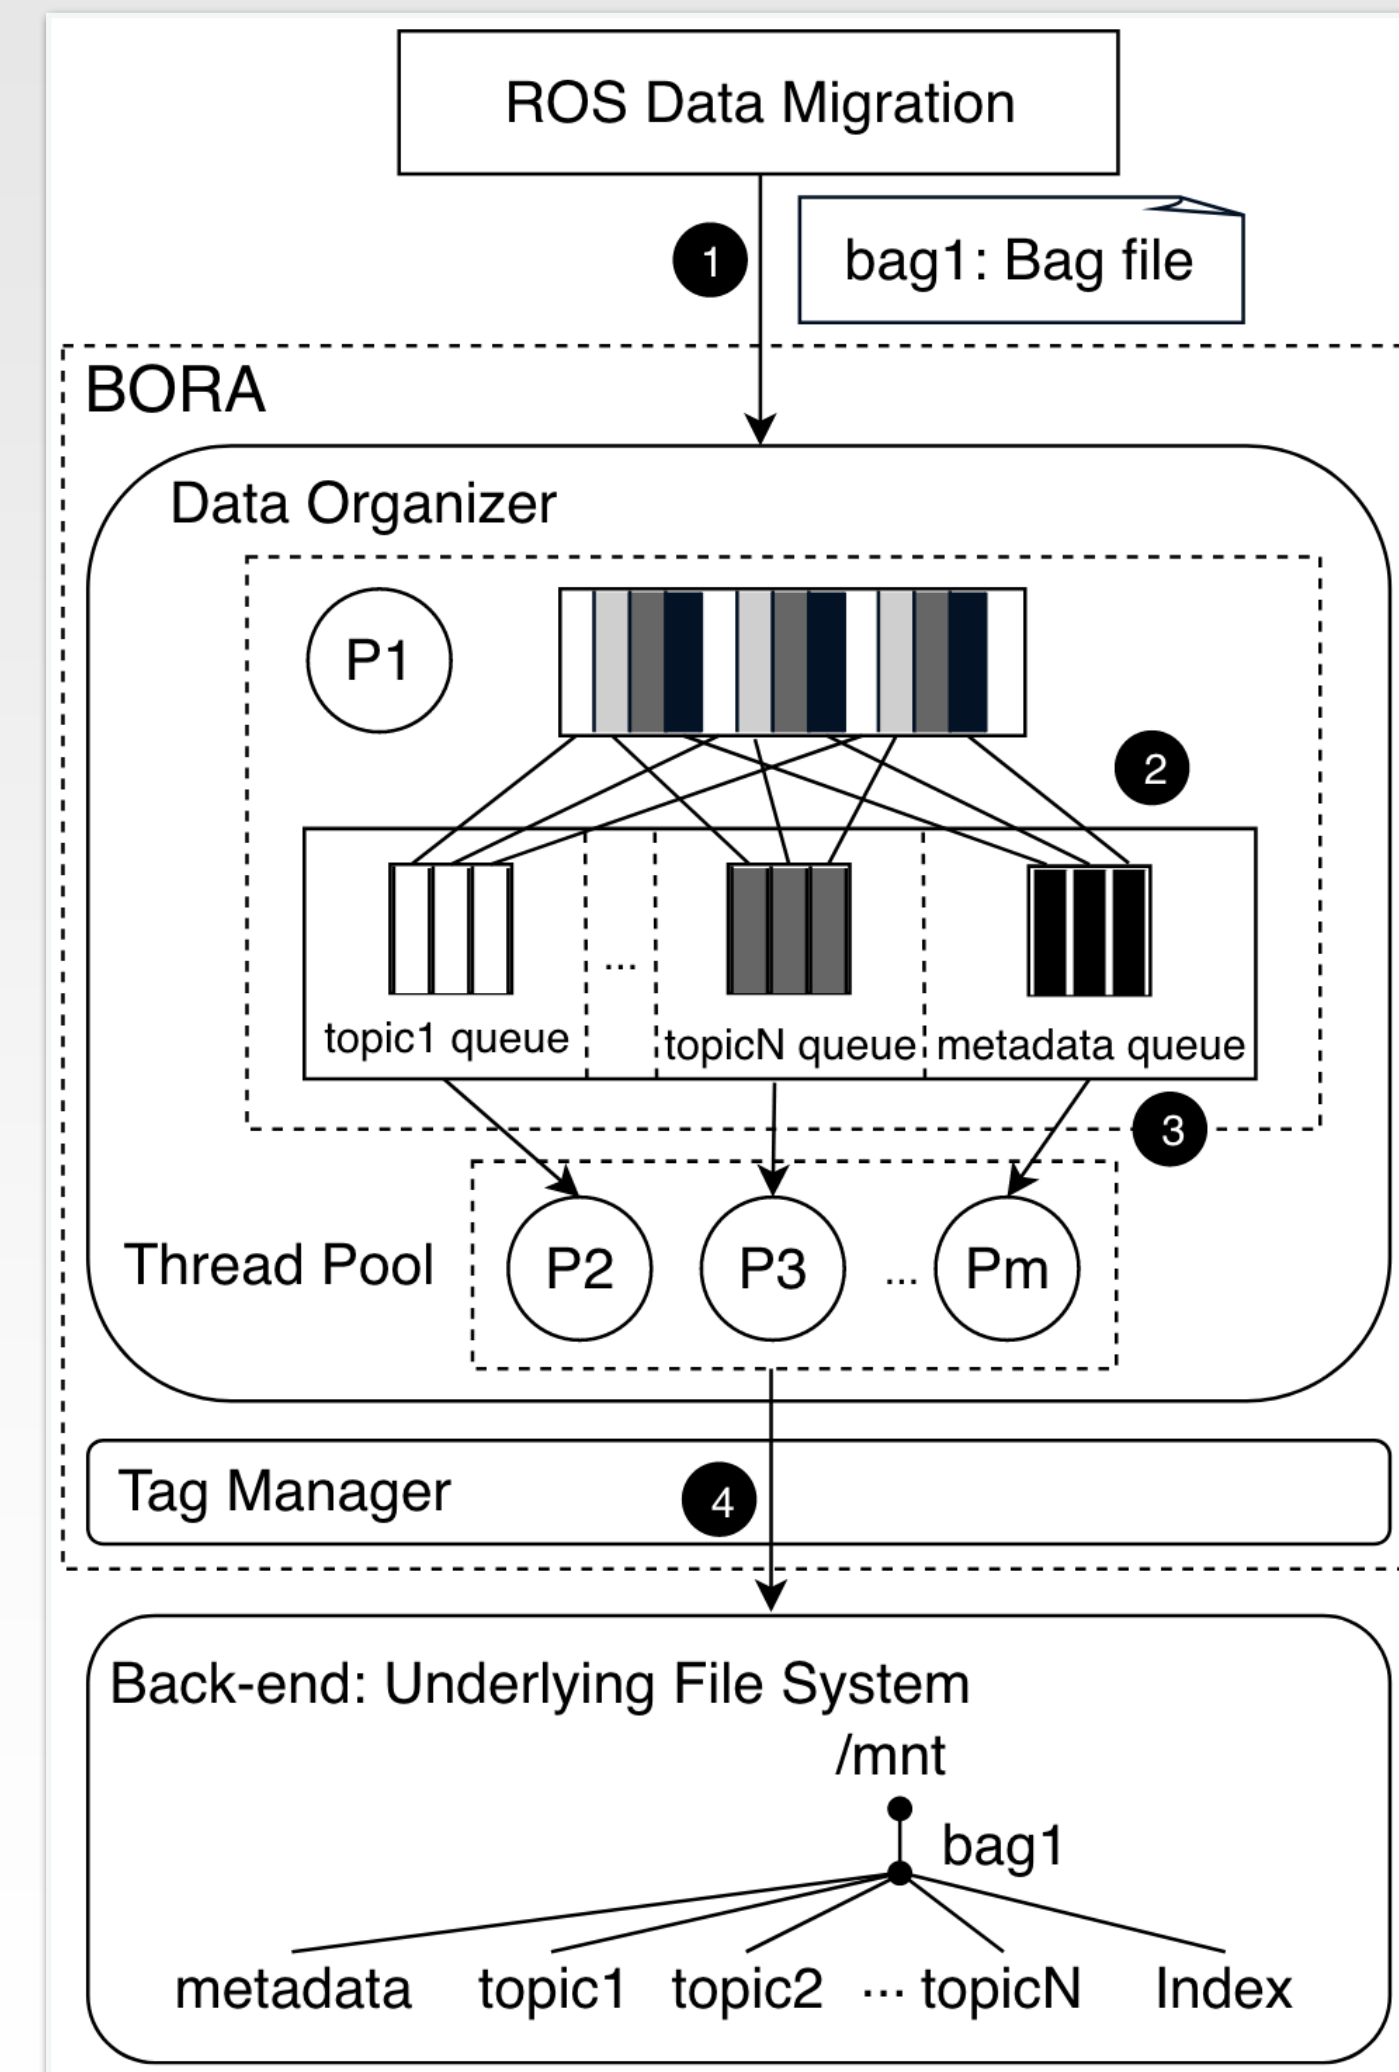 ROS Data Migration
1
bag1: Bag file
BORA
Data Organizer
P1
2
...
topic1 queue
topicN queue
metadata queue
3
Thread Pool
P2
P3
...
Pm
Tag Manager
4
Back-end: Underlying File System
/mnt
bag1
metadata topic1 topic2 ... topicN Index